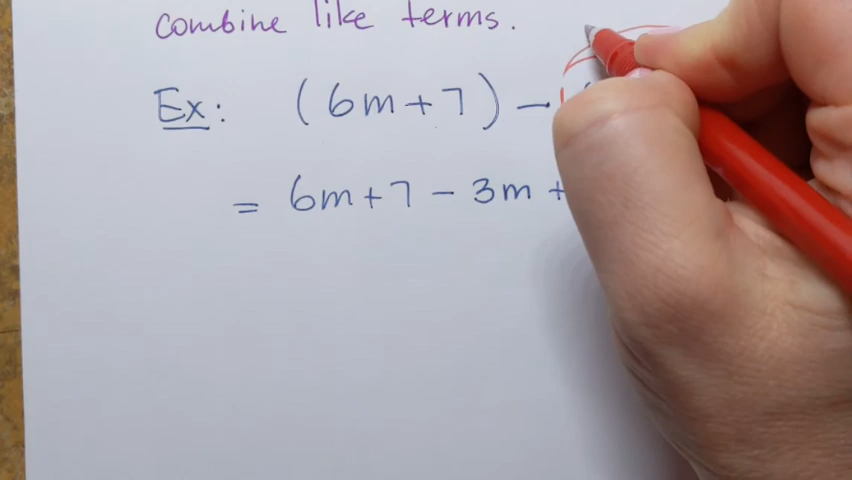 combine like terms.
Ex: (6m+7) -
= 6m+7 - 3m +